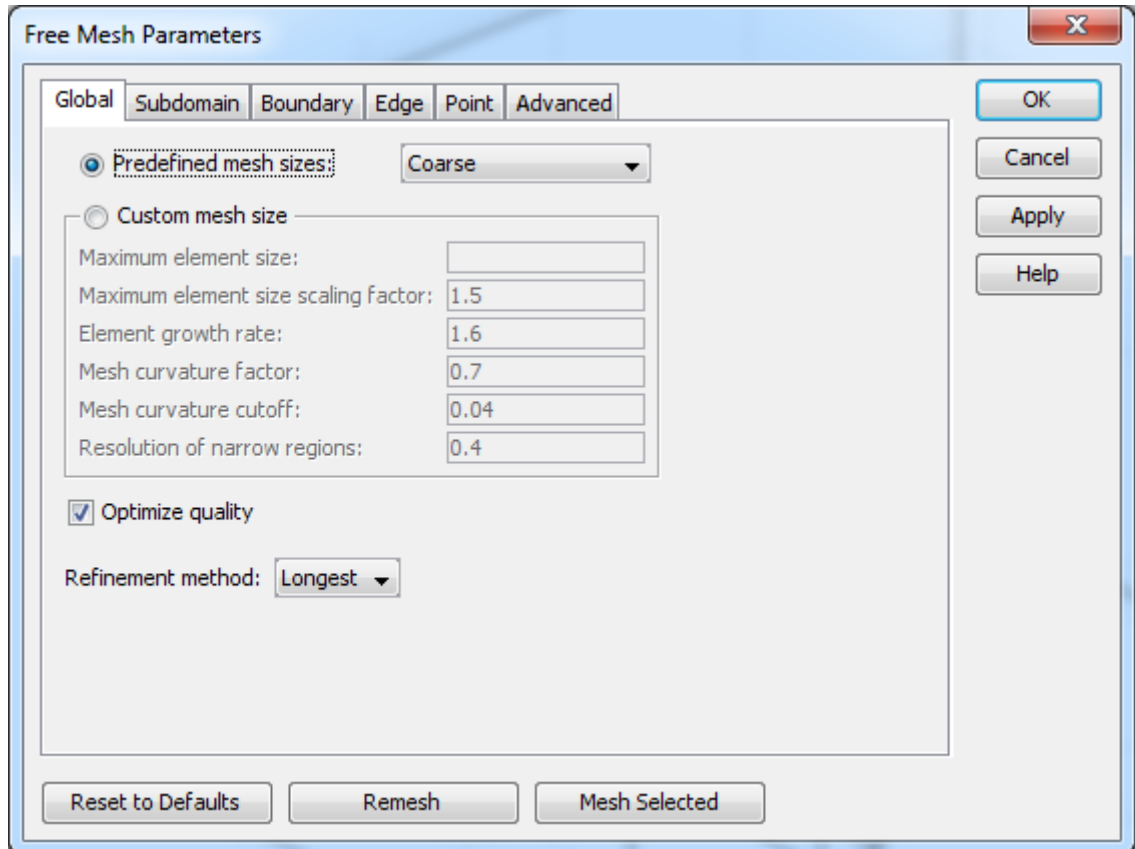 Free Mesh Parameters
Global Subdomain Boundary Edge Point Advanced
OK
Predefined mesh sizes: Coarse
Cancel
Custom mesh size
Apply
Maximum element size:
Help
Maximum element size scaling factor: 1.5
Element growth rate: 1.6
Mesh curvature factor: 0.7
Mesh curvature cutoff: 0.04
Resolution of narrow regions: 0.4
Optimize quality
Refinement method: Longest
Reset to Defaults Remesh Mesh Selected